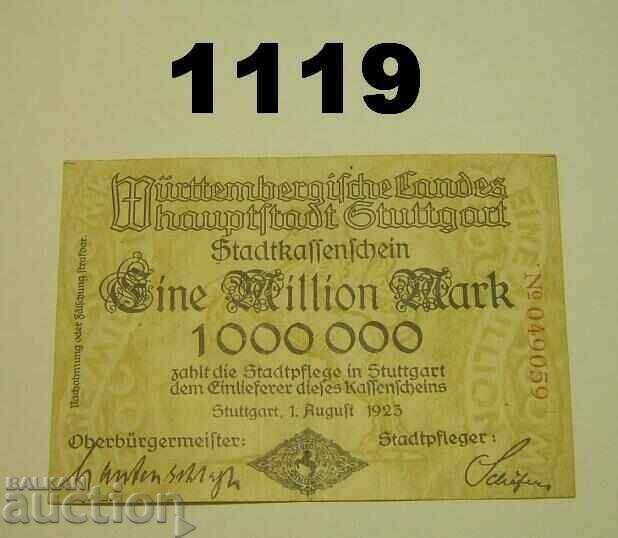 1119
Württembergische Landes
hauptstadt Stuttgart
Stadtkassenschein
Eine Million Mark
1000000
zahlt die Stadtpflege in Stuttgart
dem Einlieferer dieses Kassenscheins
Stuttgart, 1. August 1923
Oberbürgermeister: Stadtpfleger:
Nachahmung oder Fälschung strafbar.
No 049059
БАЛКАН
auction